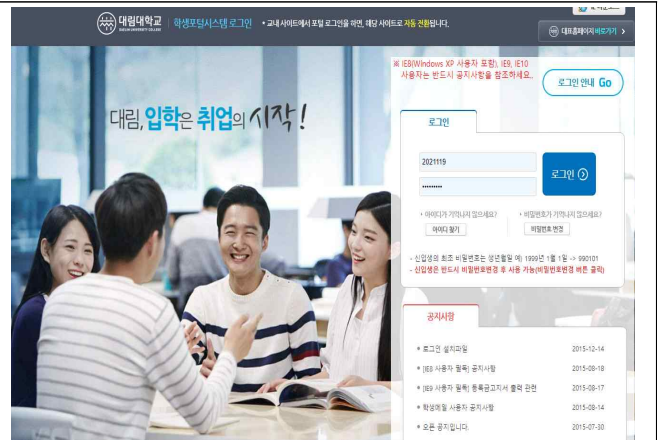 대림대학교 학생포털시스템 로그인 • 교내 사이트에서 포털 로그인을 하면, 해당 사이트로 자동 전환됩니다.
대표홈페이지 바로가기 >
※ IE8(Windows XP 사용자 포함), IE9, IE10
사용자는 반드시 공지사항을 참조하세요.
로그인 안내 Go
대림, 입학은 취업의 시작!
로그인
2021119
•••••••••
로그인
아이디가 기억나지 않으세요? 비밀번호가 기억나지 않으세요?
아이디 찾기 비밀번호 변경
- 신입생의 최초 비밀번호는 생년월일 예) 1999년 1월 1일 -> 990101
- 신입생은 반드시 비밀번호변경 후 사용 가능(비밀번호변경 버튼 클릭)
공지사항
로그인 설치파일 2015-12-14
[IE8 사용자 필독] 공지사항 2015-08-18
[IE9 사용자 필독] 등록금고지서 출력 관련 2015-08-17
학생메일 사용자 공지사항 2015-08-14
오픈 공지입니다. 2015-07-30